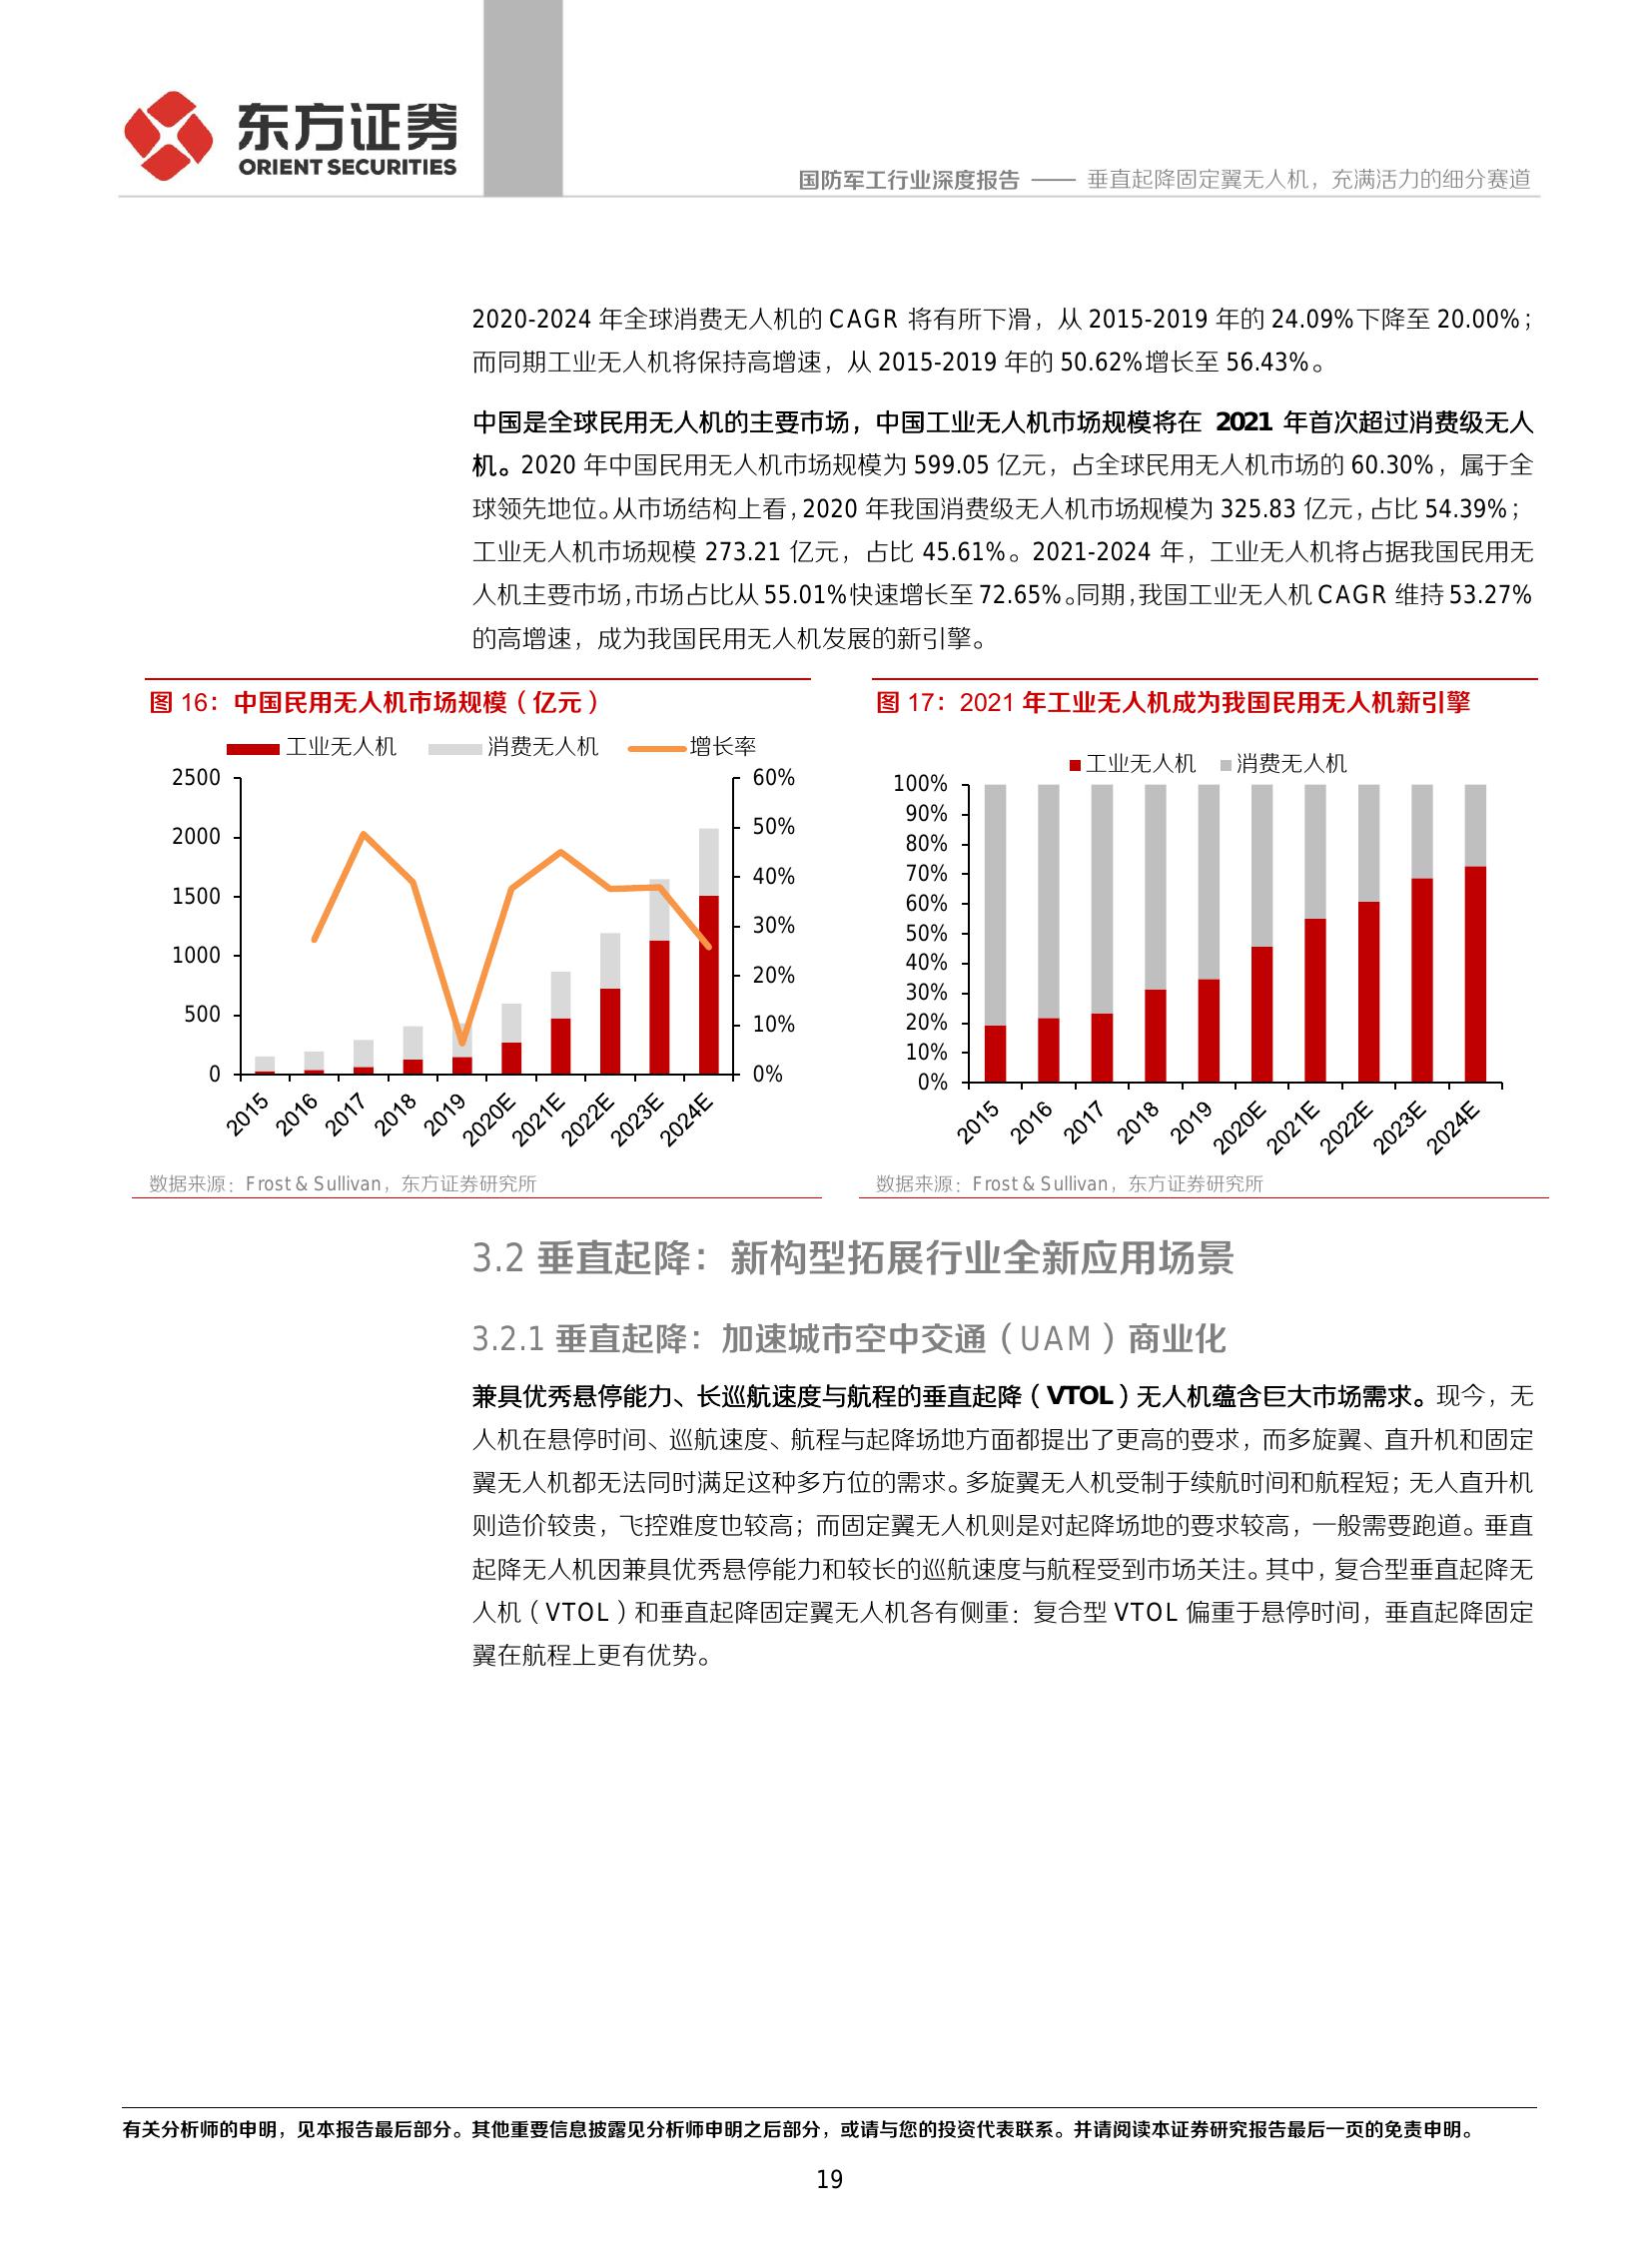 东方证券
ORIENT SECURITIES
国防军工行业深度报告 —— 垂直起降固定翼无人机，充满活力的细分赛道
2020-2024 年全球消费无人机的 CAGR 将有所下滑，从 2015-2019 年的 24.09%下降至 20.00%；
而同期工业无人机将保持高增速，从 2015-2019 年的 50.62%增长至 56.43%。
中国是全球民用无人机的主要市场，中国工业无人机市场规模将在 2021 年首次超过消费级无人
机。2020 年中国民用无人机市场规模为 599.05 亿元，占全球民用无人机市场的 60.30%，属于全
球领先地位。从市场结构上看，2020 年我国消费级无人机市场规模为 325.83 亿元，占比 54.39%；
工业无人机市场规模 273.21 亿元，占比 45.61%。2021-2024 年，工业无人机将占据我国民用无
人机主要市场，市场占比从 55.01%快速增长至 72.65%。同期，我国工业无人机 CAGR 维持 53.27%
的高增速，成为我国民用无人机发展的新引擎。
图 16：中国民用无人机市场规模（亿元）
工业无人机 消费无人机 增长率
2500
2000
1500
1000
500
0
60%
50%
40%
30%
20%
10%
0%
2015 2016 2017 2018 2019 2020E 2021E 2022E 2023E 2024E
数据来源：Frost & Sullivan，东方证券研究所
图 17：2021 年工业无人机成为我国民用无人机新引擎
工业无人机 消费无人机
100%
90%
80%
70%
60%
50%
40%
30%
20%
10%
0%
2015 2016 2017 2018 2019 2020E 2021E 2022E 2023E 2024E
数据来源：Frost & Sullivan，东方证券研究所
3.2 垂直起降：新构型拓展行业全新应用场景
3.2.1 垂直起降：加速城市空中交通（UAM）商业化
兼具优秀悬停能力、长巡航速度与航程的垂直起降（VTOL）无人机蕴含巨大市场需求。现今，无
人机在悬停时间、巡航速度、航程与起降场地方面都提出了更高的要求，而多旋翼、直升机和固定
翼无人机都无法同时满足这种多方位的需求。多旋翼无人机受制于续航时间和航程短；无人直升机
则造价较贵，飞控难度也较高；而固定翼无人机则是对起降场地的要求较高，一般需要跑道。垂直
起降无人机因兼具优秀悬停能力和较长的巡航速度与航程受到市场关注。其中，复合型垂直起降无
人机（VTOL）和垂直起降固定翼无人机各有侧重：复合型 VTOL 偏重于悬停时间，垂直起降固定
翼在航程上更有优势。
有关分析师的申明，见本报告最后部分。其他重要信息披露见分析师申明之后部分，或请与您的投资代表联系。并请阅读本证券研究报告最后一页的免责申明。
19